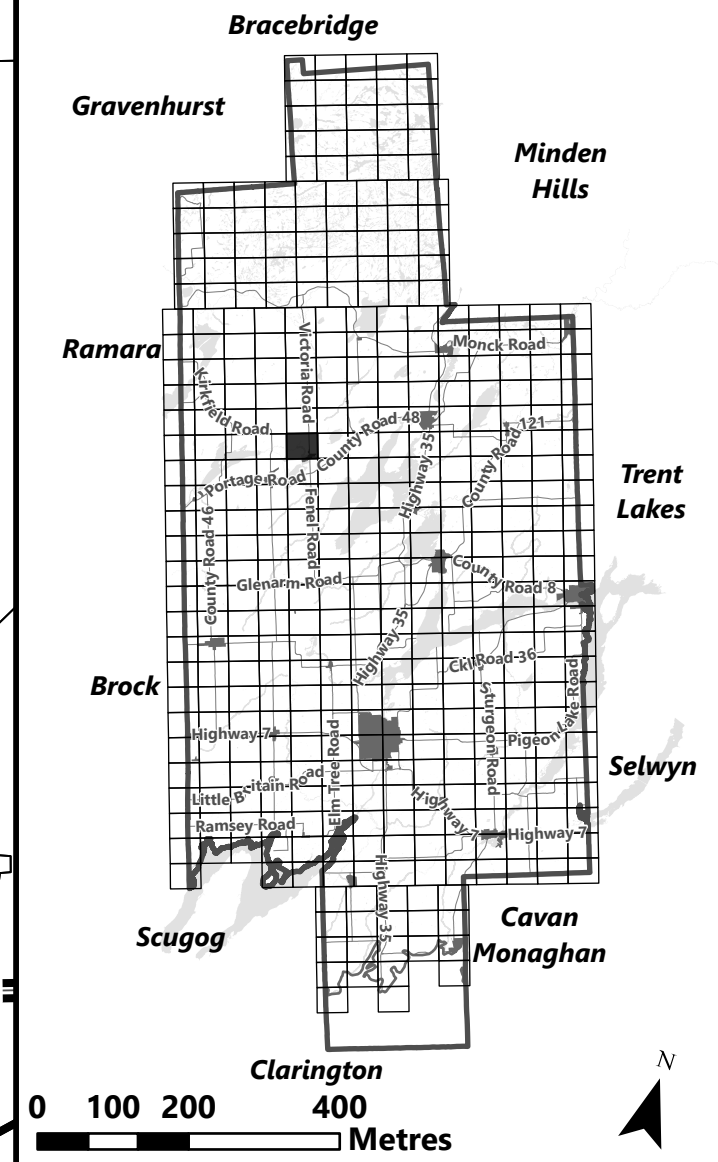 Bracebridge
Gravenhurst
Minden
Hills
Ramara
Monck Road
Victoria Road
Kirkfield Road
County Road 48
County Road 121
Highway 35
Portage Road
Trent
Lakes
Fenel Road
County Road 46
Glenarm Road
County Road 8
Highway 35
Ckl Road 36
Brock
Sturgeon Road
Pigeon Lake Road
Highway 7
Elm Tree Road
Selwyn
Little Britain Road
Highway 7
Ramsey Road
Highway 7
Highway 35
Scugog
Cavan
Monaghan
Clarington
N
0 100 200 400
Metres